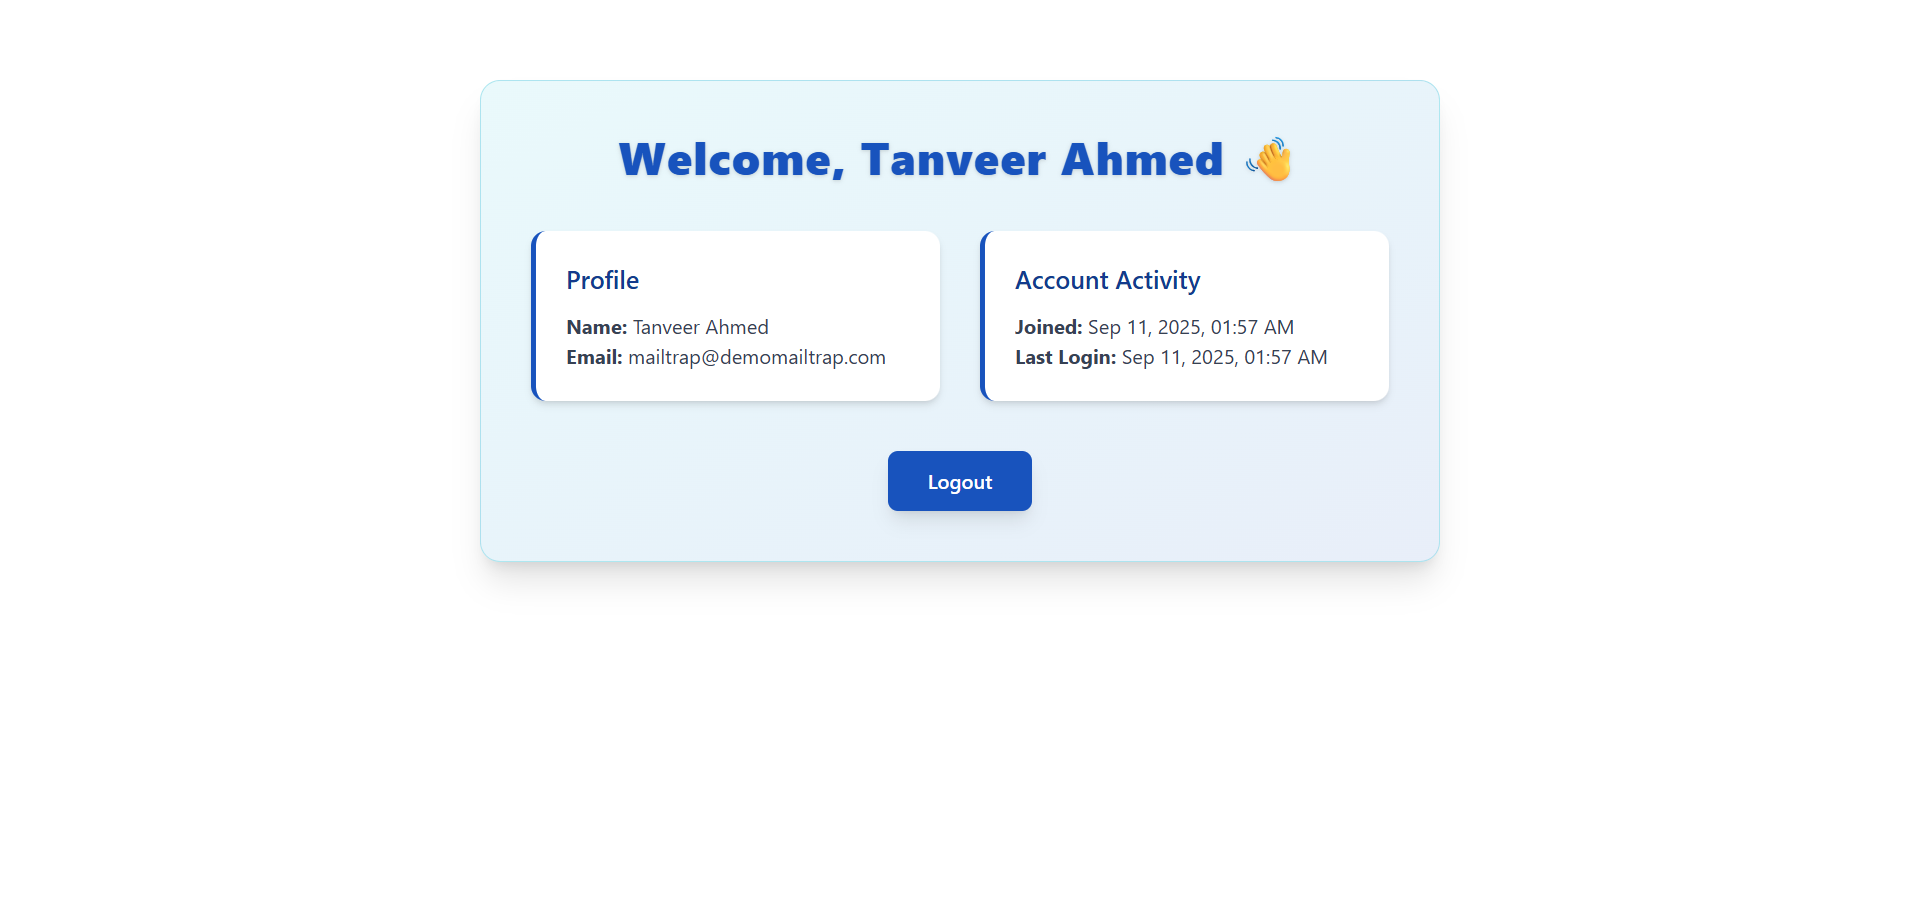 Welcome, Tanveer Ahmed 👋
Profile
Name: Tanveer Ahmed
Email: mailtrap@demomailtrap.com
Account Activity
Joined: Sep 11, 2025, 01:57 AM
Last Login: Sep 11, 2025, 01:57 AM
Logout